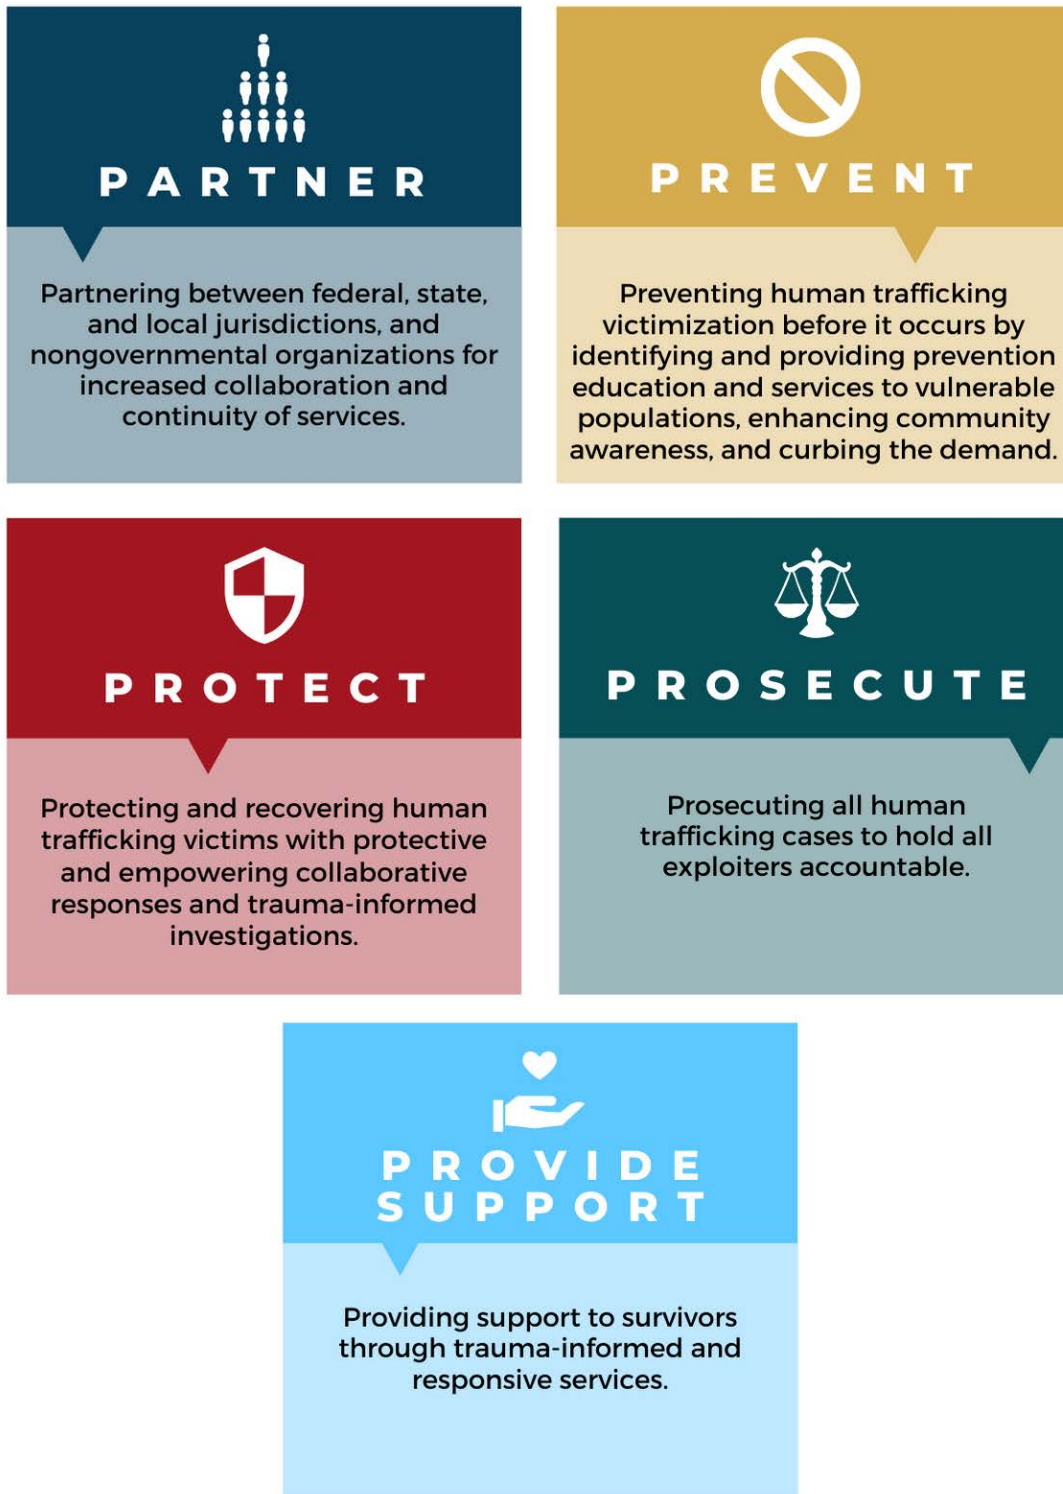 PARTNER
Partnering between federal, state,
and local jurisdictions, and
nongovernmental organizations for
increased collaboration and
continuity of services.
PREVENT
Preventing human trafficking
victimization before it occurs by
identifying and providing prevention
education and services to vulnerable
populations, enhancing community
awareness, and curbing the demand.
PROTECT
Protecting and recovering human
trafficking victims with protective
and empowering collaborative
responses and trauma-informed
investigations.
PROSECUTE
Prosecuting all human
trafficking cases to hold all
exploiters accountable.
PROVIDE
SUPPORT
Providing support to survivors
through trauma-informed and
responsive services.